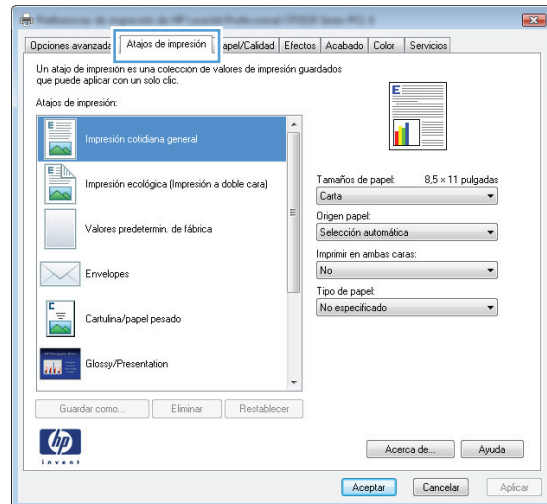 Opciones avanzada Atajos de impresión apel/Calidad Efectos Acabado Color Servicios
Un atajo de impresión es una colección de valores de impresión guardados
que puede aplicar con un solo clic.
Atajos de impresión:
Impresión cotidiana general
Impresión ecológica (Impresión a doble cara)
Valores predetermin. de fábrica
Envelopes
Cartulina/papel pesado
Glossy/Presentation
Guardar como... Eliminar Restablecer
E
Tamaños de papel: 8,5 × 11 pulgadas
Carta
Origen papel:
Selección automática
Imprimir en ambas caras:
No
Tipo de papel:
No especificado
hp
invent
Acerca de... Ayuda
Aceptar Cancelar Aplicar